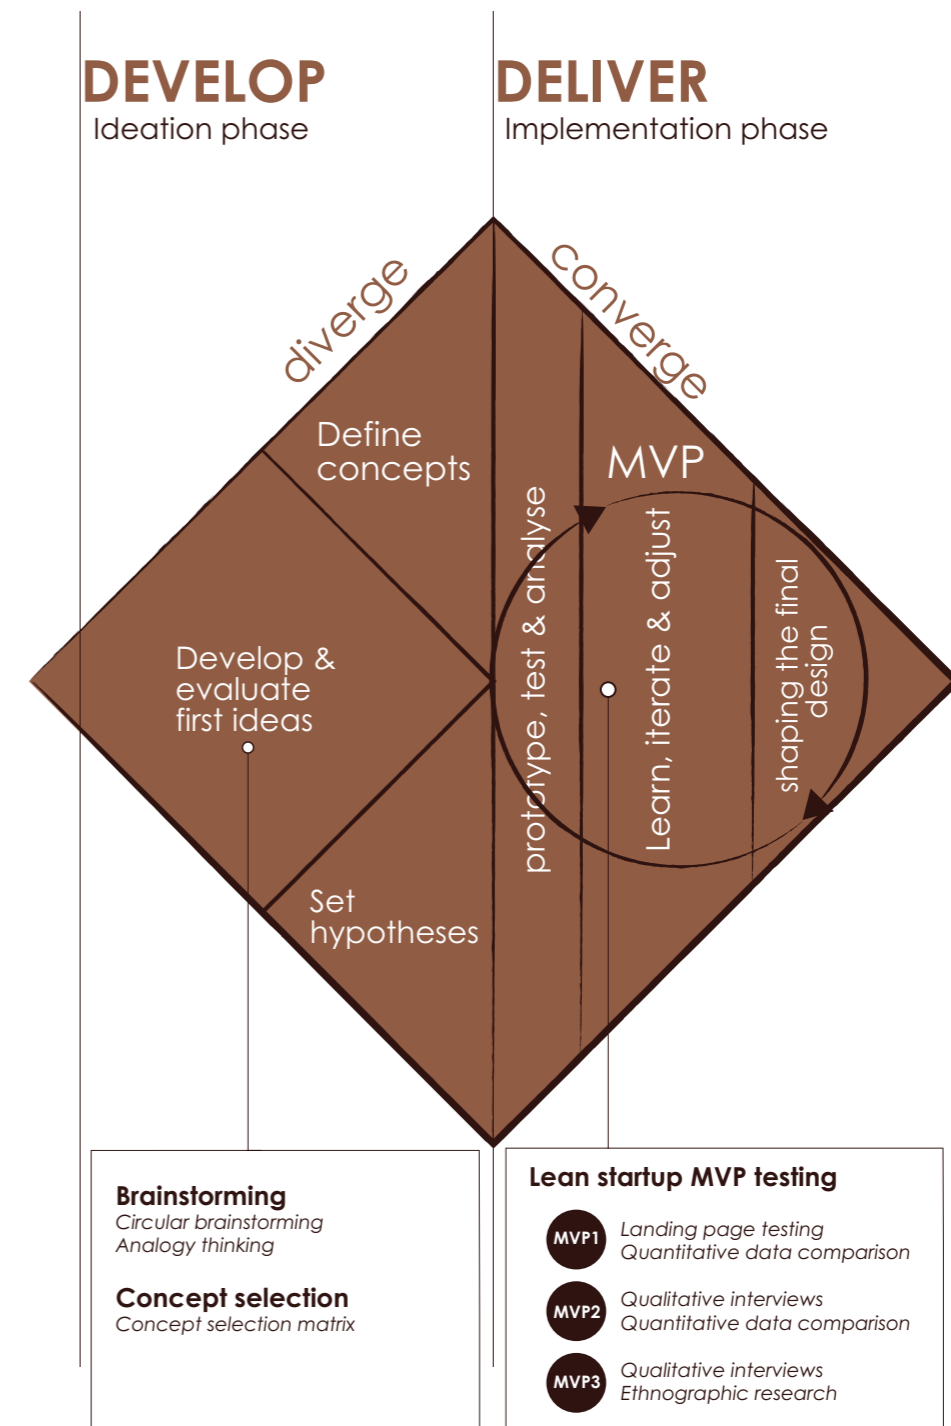 DEVELOP
Ideation phase
DELIVER
Implementation phase
diverge
converge
Define
concepts
MVP
Develop &
evaluate
first ideas
prototype, test & analyse
Learn, iterate & adjust
shaping the final
design
Set
hypotheses
Brainstorming
Circular brainstorming
Analogy thinking
Concept selection
Concept selection matrix
Lean startup MVP testing
MVP1
Landing page testing
Quantitative data comparison
MVP2
Qualitative interviews
Quantitative data comparison
MVP3
Qualitative interviews
Ethnographic research